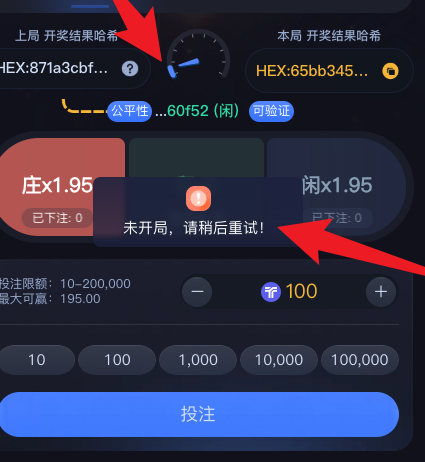 上局 开奖结果哈希
本局 开奖结果哈希
HEX:871a3cbf... ?
HEX:65bb345...
公平性 ...60f52 (闲) 可验证
庄x1.95
闲x1.95
已下注: 0
已下注: 0
未开局，请稍后重试！
投注限额：10-200,000
最大可赢：195.00
100
10
100
1,000
10,000
100,000
投注